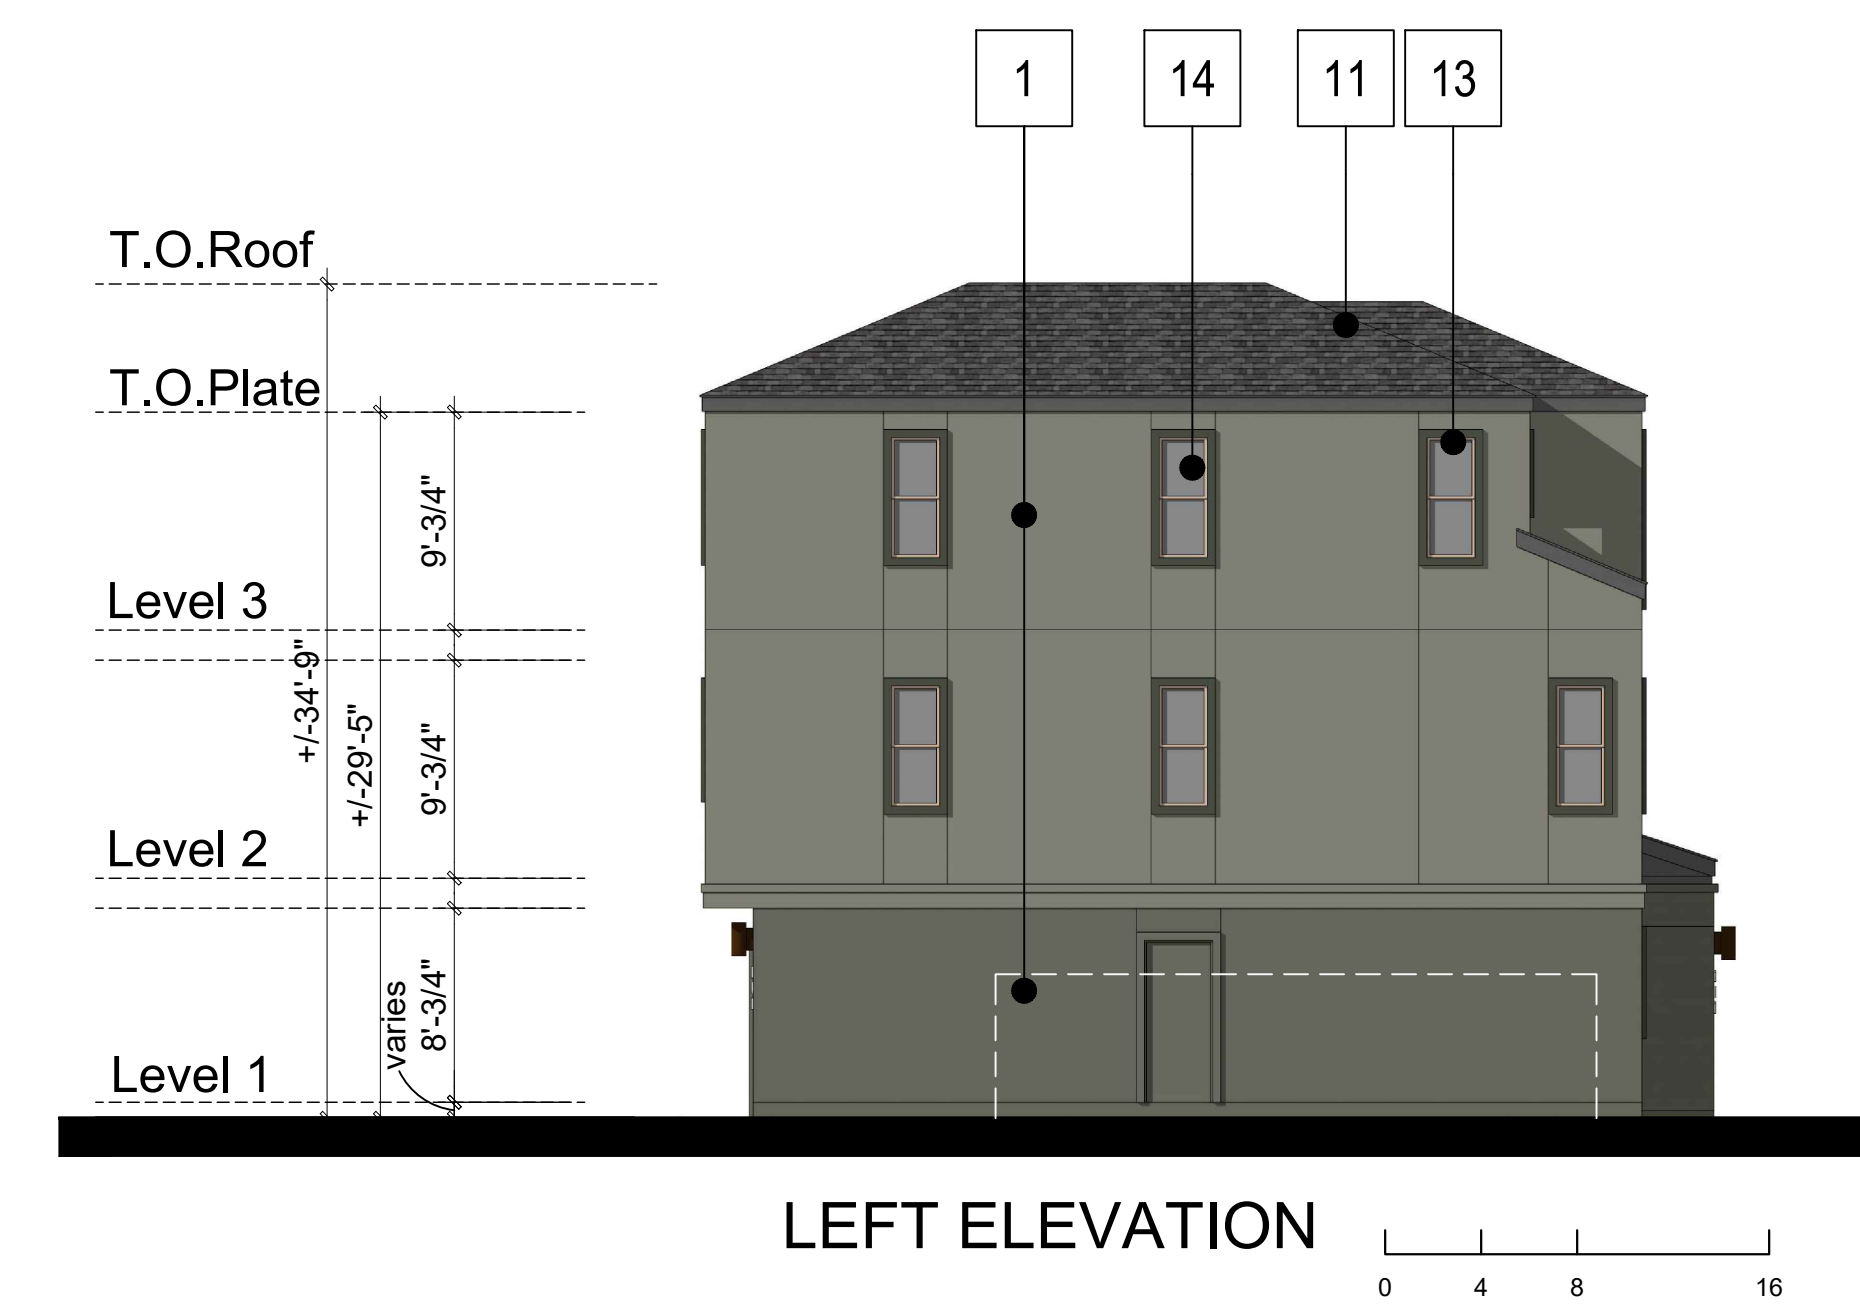 1 14 11 13
T.O.Roof
T.O.Plate
9'-3/4"
Level 3
+/-34'-9"
+/-29'-5"
9'-3/4"
Level 2
varies
8'-3/4"
Level 1
LEFT ELEVATION
0 4 8 16